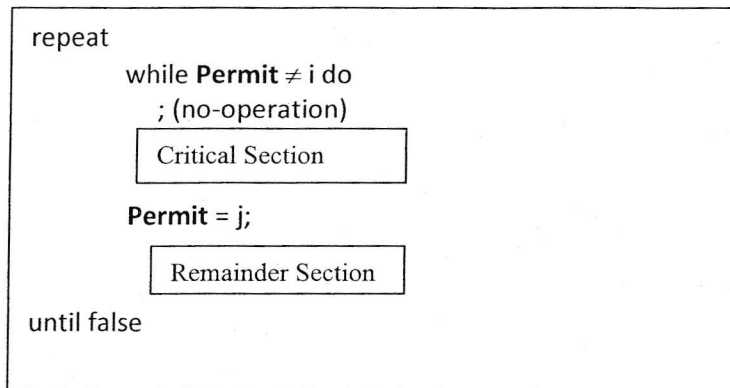 repeat
while Permit ≠ i do
; (no-operation)
Critical Section
Permit = j;
Remainder Section
until false